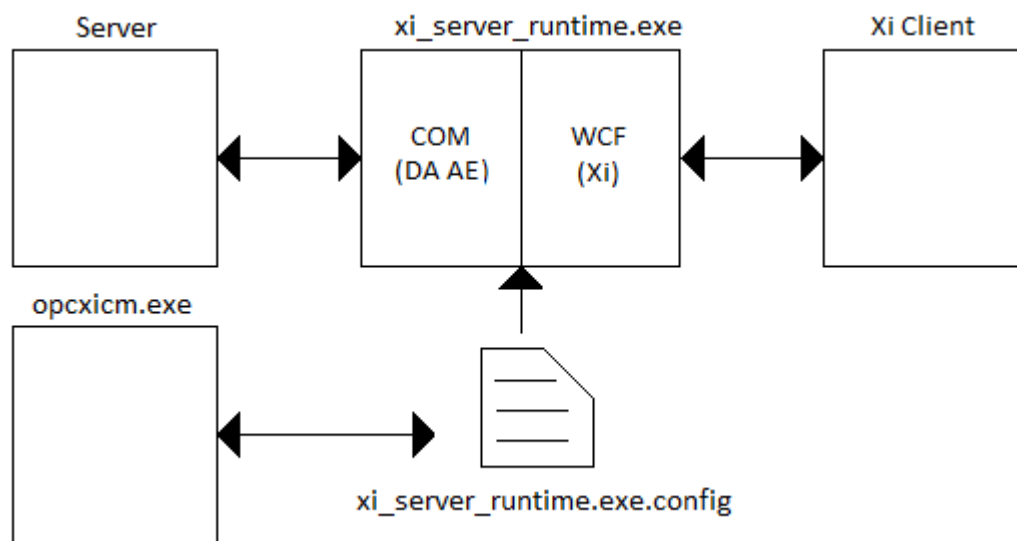 Server
xi_server_runtime.exe
Xi Client
COM
(DA AE)
WCF
(Xi)
opcxicm.exe
xi_server_runtime.exe.config